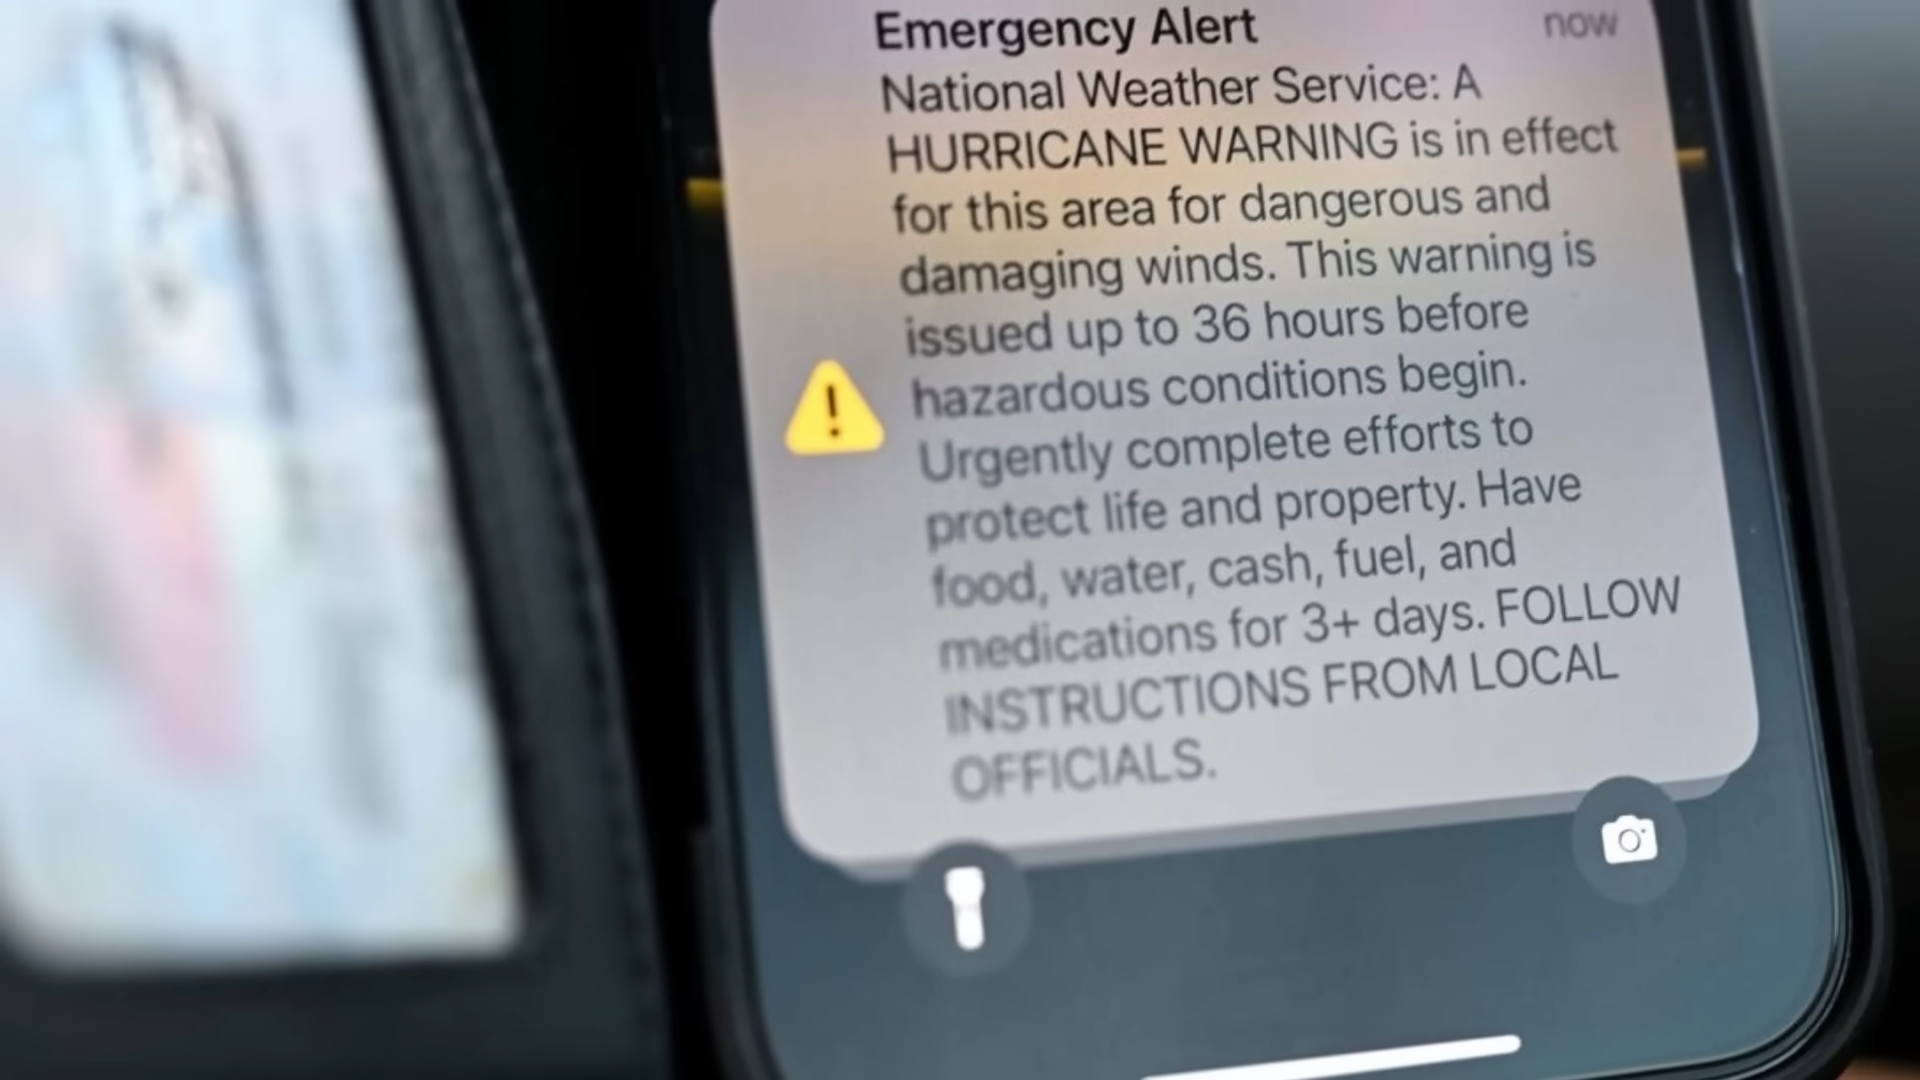 Emergency Alert
now
National Weather Service: A
HURRICANE WARNING is in effect
for this area for dangerous and
damaging winds. This warning is
issued up to 36 hours before
hazardous conditions begin.
Urgently complete efforts to
protect life and property. Have
food, water, cash, fuel, and
medications for 3+ days. FOLLOW
INSTRUCTIONS FROM LOCAL
OFFICIALS.